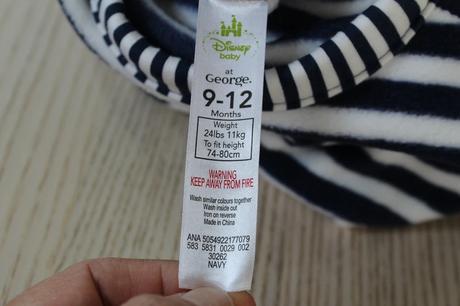 Disney
baby
at
George.
9-12
Months
Weight
24lbs 11kg
To fit height
74-80cm
WARNING
KEEP AWAY FROM FIRE
Wash similar colours together
Wash inside out
Iron on reverse
Made in China
ANA 5054922177079
583 5831 0029 002
30262
NAVY